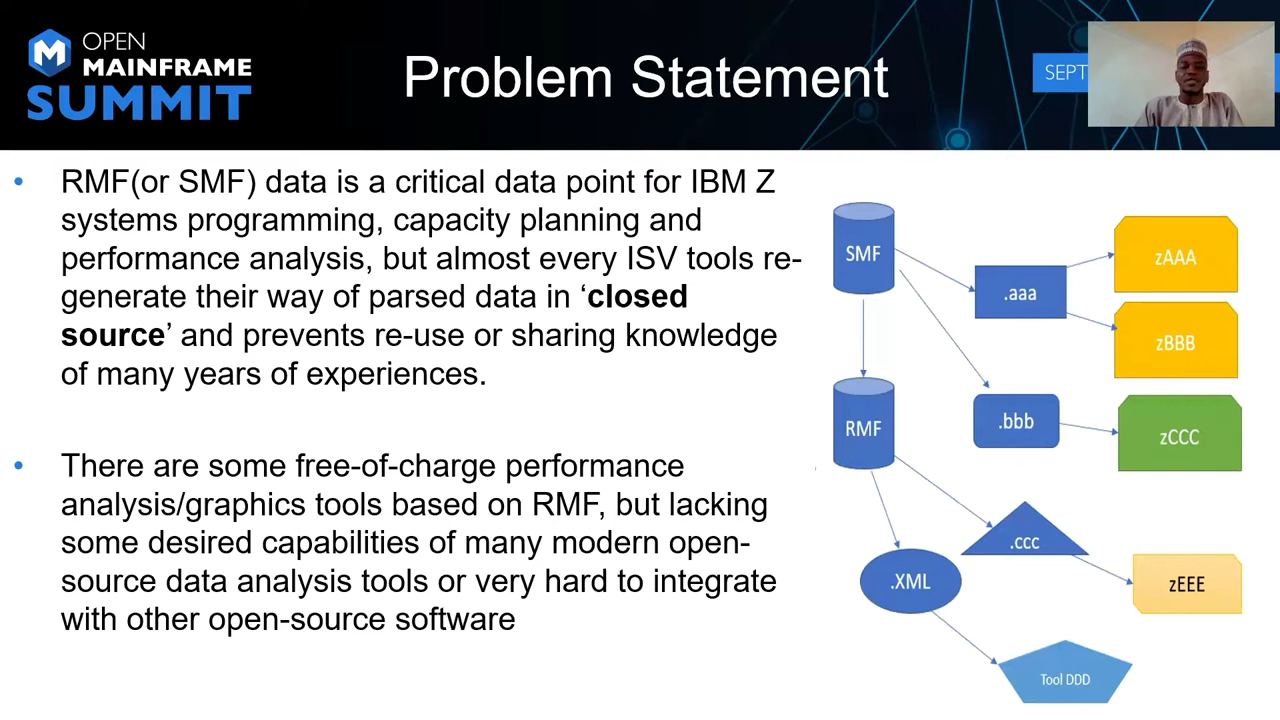 OPEN
MAINFRAME
SUMMIT
Problem Statement
SEPT
• RMF(or SMF) data is a critical data point for IBM Z
systems programming, capacity planning and
performance analysis, but almost every ISV tools re-
generate their way of parsed data in ‘closed
source’ and prevents re-use or sharing knowledge
of many years of experiences.
• There are some free-of-charge performance
analysis/graphics tools based on RMF, but lacking
some desired capabilities of many modern open-
source data analysis tools or very hard to integrate
with other open-source software
SMF
.aaa
zAAA
zBBB
RMF
.bbb
zCCC
.ccc
.XML
zEEE
Tool DDD